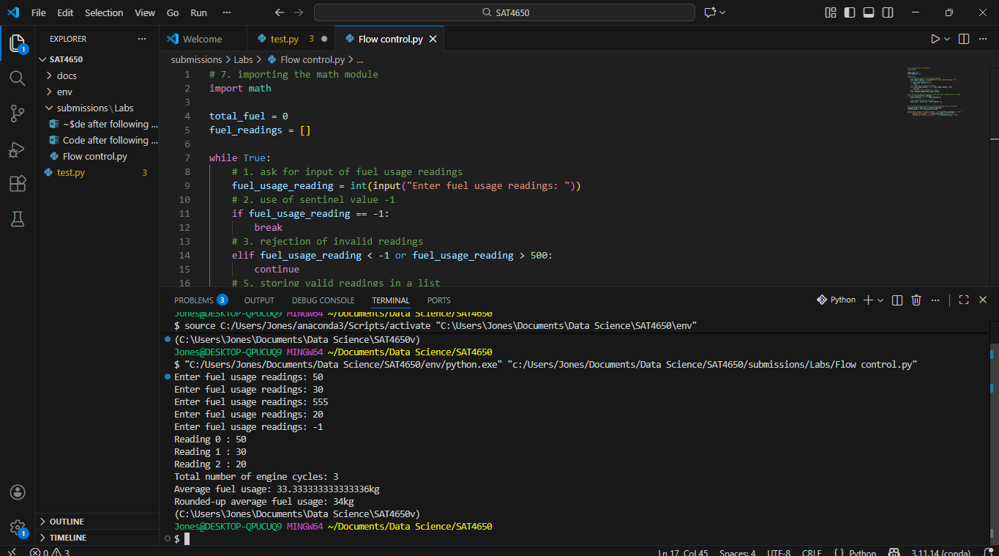 File Edit Selection View Go Run ··· SAT4650
EXPLORER ···
SAT4650
docs
env
submissions\Labs
~$de after following ...
Code after following ...
Flow control.py
test.py 3
OUTLINE
TIMELINE
Welcome test.py 3 Flow control.py
submissions > Labs > Flow control.py > ...
1 # 7. importing the math module
2 import math
3
4 total_fuel = 0
5 fuel_readings = []
6
7 while True:
8 # 1. ask for input of fuel usage readings
9 fuel_usage_reading = int(input("Enter fuel usage readings: "))
10 # 2. use of sentinel value -1
11 if fuel_usage_reading == -1:
12 break
13 # 3. rejection of invalid readings
14 elif fuel_usage_reading < -1 or fuel_usage_reading > 500:
15 continue
16 # 5. storing valid readings in a list
PROBLEMS 3 OUTPUT DEBUG CONSOLE TERMINAL PORTS Python
Jones@DESKTOP-QPUCUQ9 MINGW64 ~/Documents/Data Science/SAT4650
$ source C:/Users/Jones/anaconda3/Scripts/activate "C:\Users\Jones\Documents\Data Science\SAT4650\env"
(C:\Users\Jones\Documents\Data Science\SAT4650v)
Jones@DESKTOP-QPUCUQ9 MINGW64 ~/Documents/Data Science/SAT4650
$ "C:/Users/Jones/Documents/Data Science/SAT4650/env/python.exe" "c:/Users/Jones/Documents/Data Science/SAT4650/submissions/Labs/Flow control.py"
Enter fuel usage readings: 50
Enter fuel usage readings: 30
Enter fuel usage readings: 555
Enter fuel usage readings: 20
Enter fuel usage readings: -1
Reading 0 : 50
Reading 1 : 30
Reading 2 : 20
Total number of engine cycles: 3
Average fuel usage: 33.333333333333336kg
Rounded-up average fuel usage: 34kg
(C:\Users\Jones\Documents\Data Science\SAT4650v)
Jones@DESKTOP-QPUCUQ9 MINGW64 ~/Documents/Data Science/SAT4650
$
0 3 Ln 17, Col 45 Spaces: 4 UTF-8 CRLF { } Python 3.11.14 (conda)